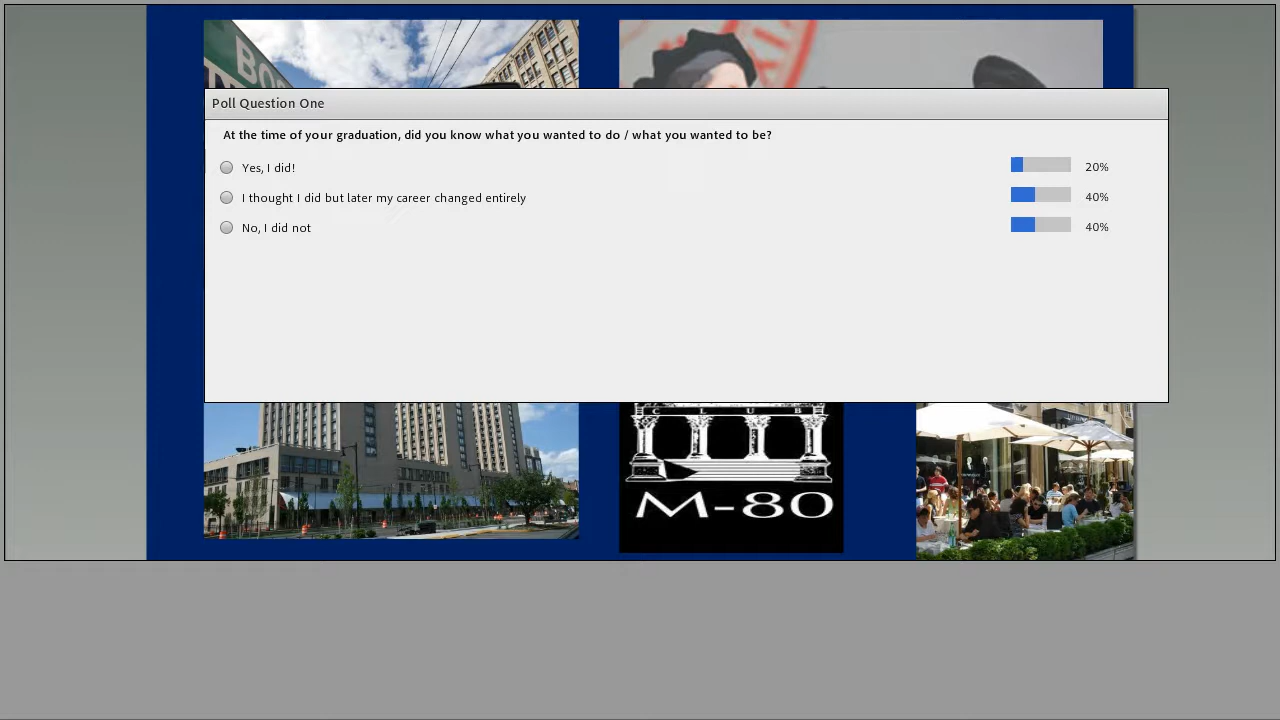 BO
Poll Question One
At the time of your graduation, did you know what you wanted to do / what you wanted to be?
Yes, I did! 20%
I thought I did but later my career changed entirely 40%
No, I did not 40%
CLUB
M-80